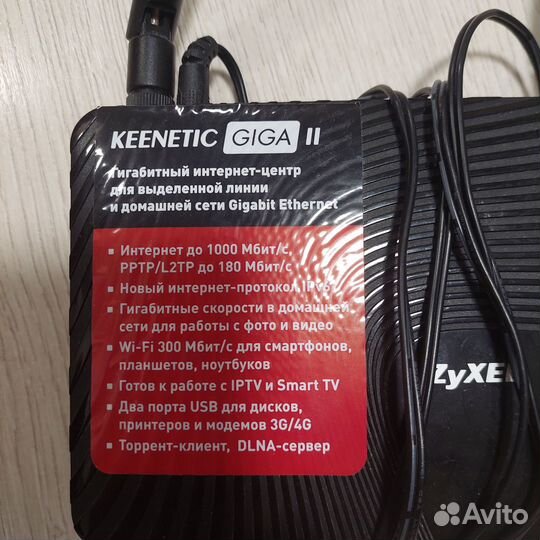 KEENETIC GIGA II
Гигабитный интернет-центр
для выделенной линии
и домашней сети Gigabit Ethernet
▪ Интернет до 1000 Мбит/с,
PPTP/L2TP до 180 Мбит/с
▪ Новый интернет-протокол IPv6
▪ Гигабитные скорости в домашней
сети для работы с фото и видео
▪ Wi-Fi 300 Мбит/с для смартфонов,
планшетов, ноутбуков
▪ Готов к работе с IPTV и Smart TV
▪ Два порта USB для дисков,
принтеров и модемов 3G/4G
▪ Торрент-клиент, DLNA-сервер
ZyXEL
Avito